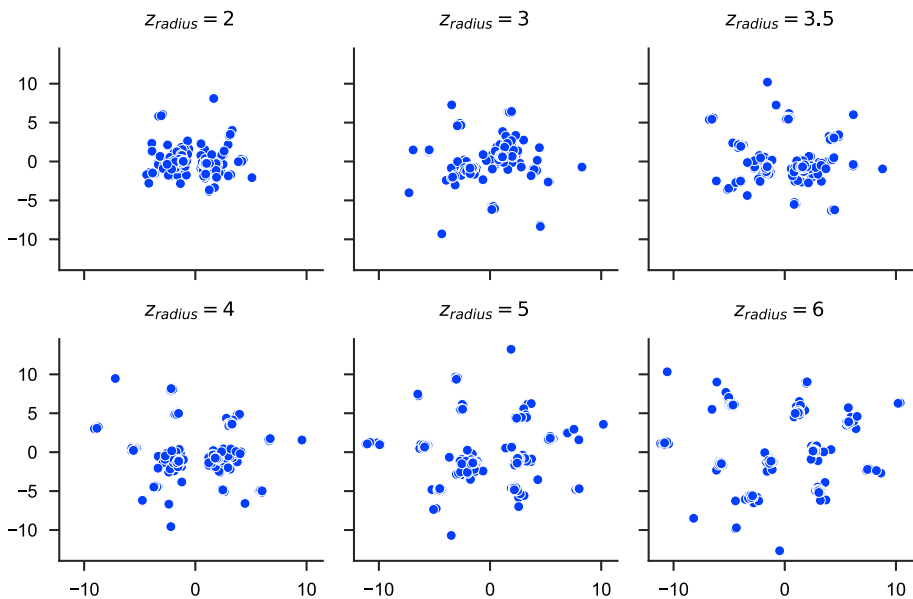 z_radius = 2
z_radius = 3
z_radius = 3.5
10
5
0
−5
−10
z_radius = 4
z_radius = 5
z_radius = 6
10
5
0
−5
−10
−10 0 10 −10 0 10 −10 0 10